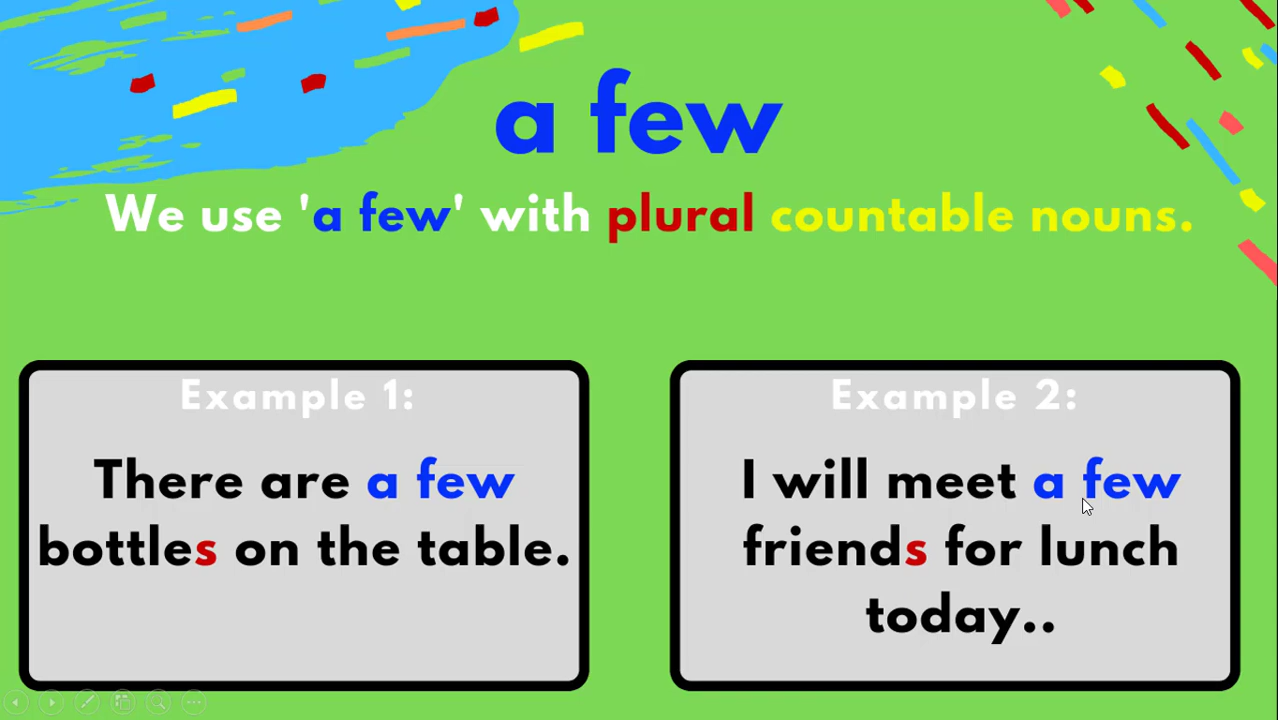 a few
We use 'a few' with plural countable nouns.
Example 1:
There are a few
bottles on the table.
Example 2:
I will meet a few
friends for lunch
today..